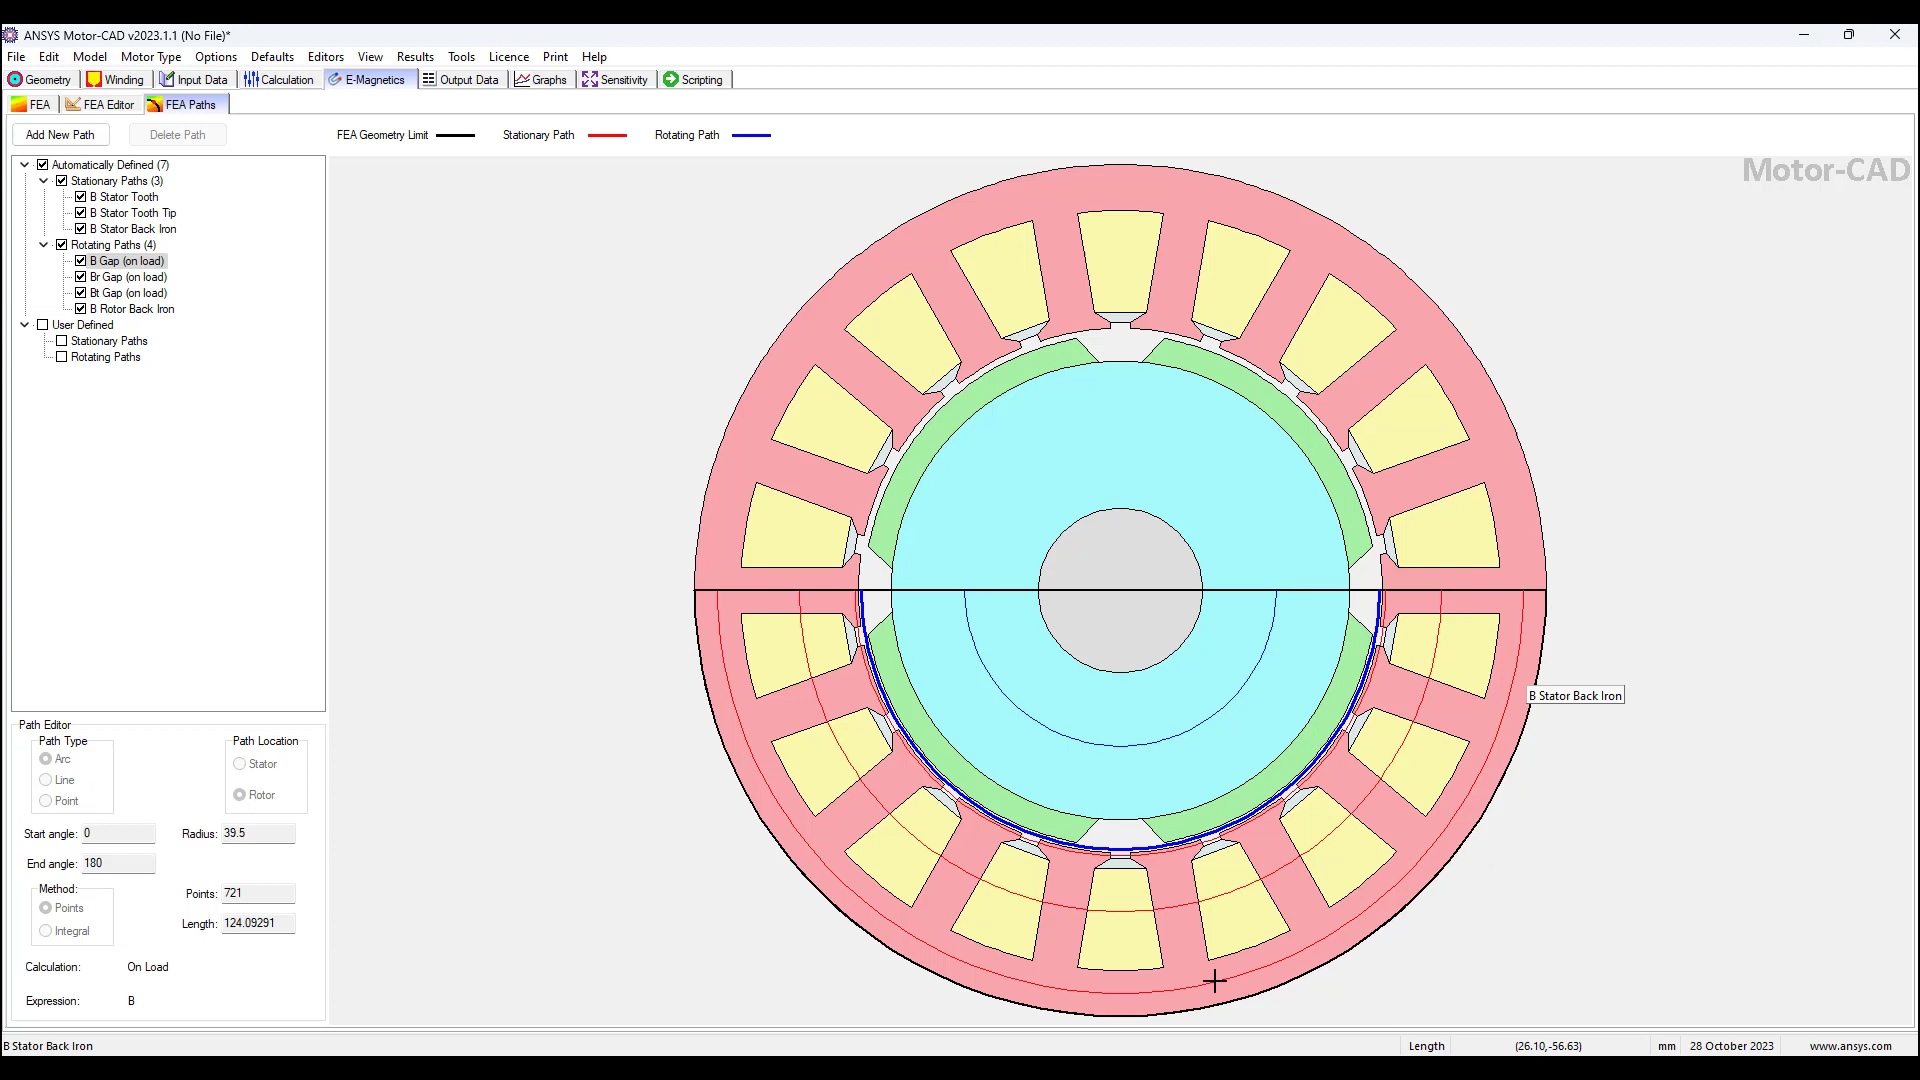 ANSYS Motor-CAD v2023.1.1 (No File)*
File Edit Model Motor Type Options Defaults Editors View Results Tools Licence Print Help
Geometry Winding Input Data Calculation E-Magnetics Output Data Graphs Sensitivity Scripting
FEA FEA Editor FEA Paths
Add New Path Delete Path FEA Geometry Limit Stationary Path Rotating Path
Motor-CAD
Automatically Defined (7)
Stationary Paths (3)
B Stator Tooth
B Stator Tooth Tip
B Stator Back Iron
Rotating Paths (4)
B Gap (on load)
Br Gap (on load)
Bt Gap (on load)
B Rotor Back Iron
User Defined
Stationary Paths
Rotating Paths
B Stator Back Iron
Path Editor
Path Type
Arc
Line
Point
Path Location
Stator
Rotor
Start angle: 0
Radius: 39.5
End angle: 180
Method:
Points
Integral
Points: 721
Length: 124.09291
Calculation: On Load
Expression: B
B Stator Back Iron Length (26.10,-56.63) mm 28 October 2023 www.ansys.com